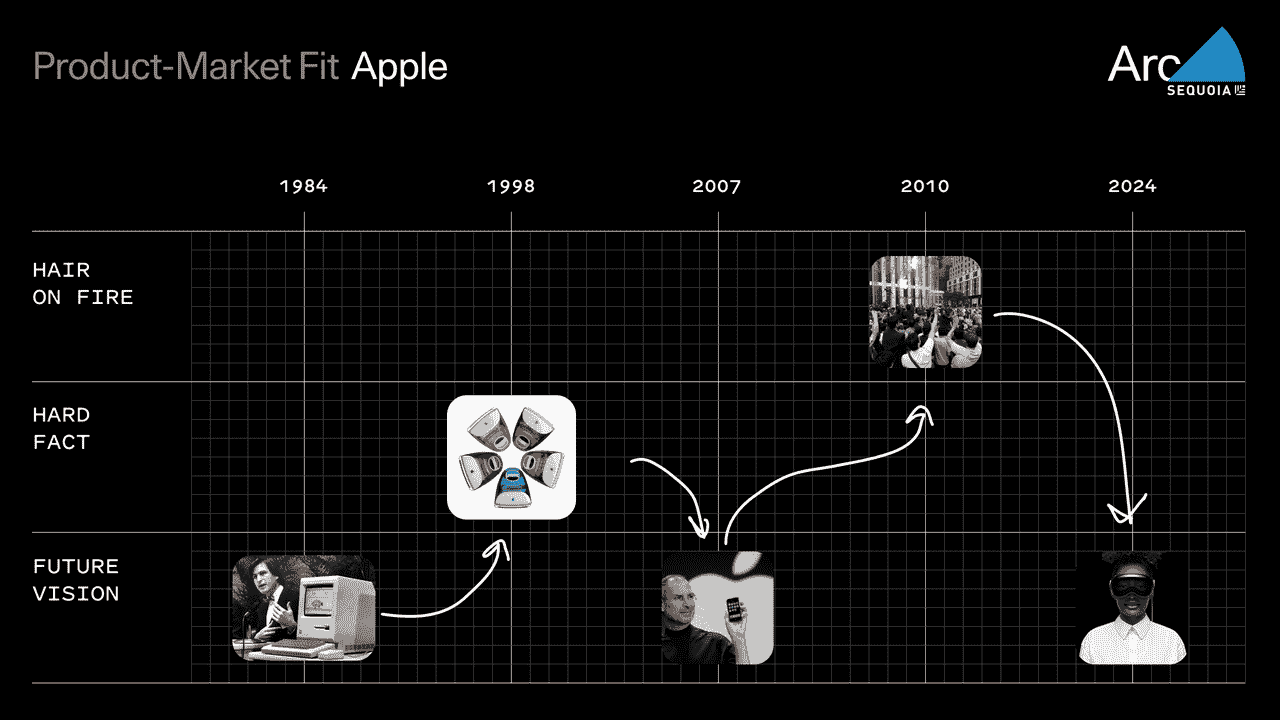 Product-Market Fit Apple
Arc
SEQUOIA
1984 1998 2007 2010 2024
HAIR
ON FIRE
HARD
FACT
FUTURE
VISION